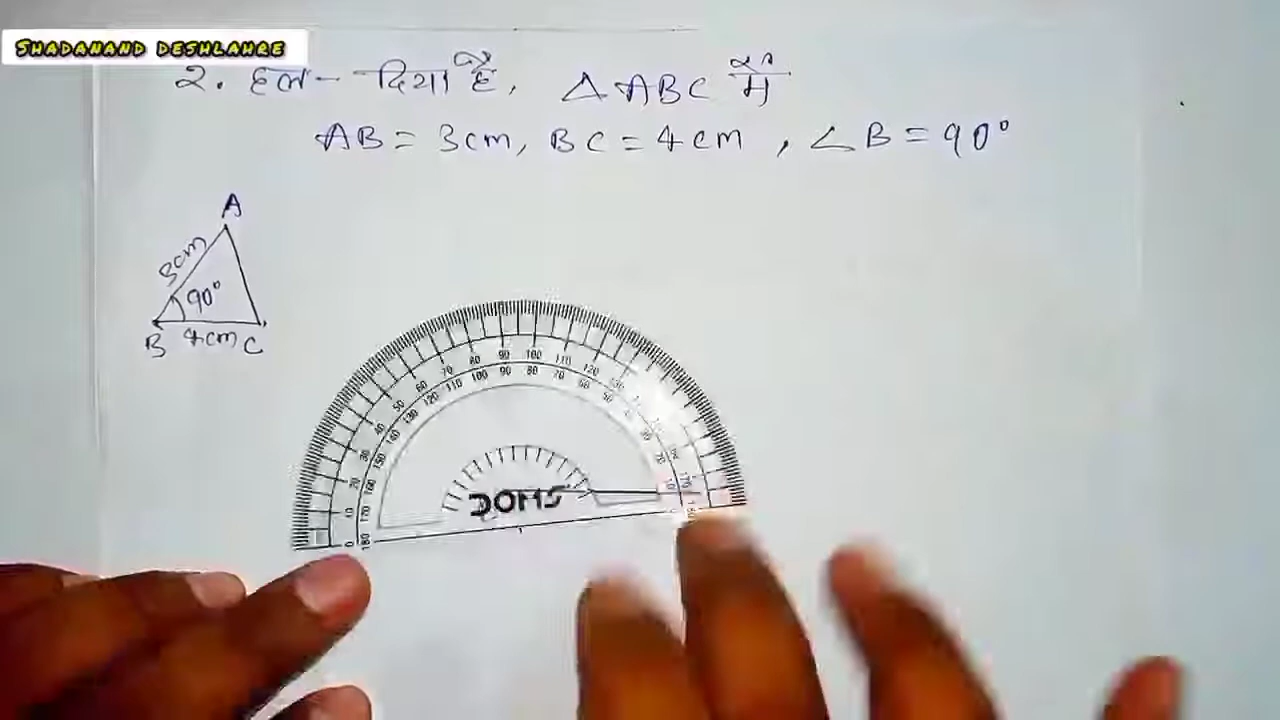 SHADANAND DESHLAHRE
2. हल - दिया है, △ABC में
AB = 3cm, BC = 4cm, ∠B = 90°
A
3cm
90°
B 4cm C
DOMS